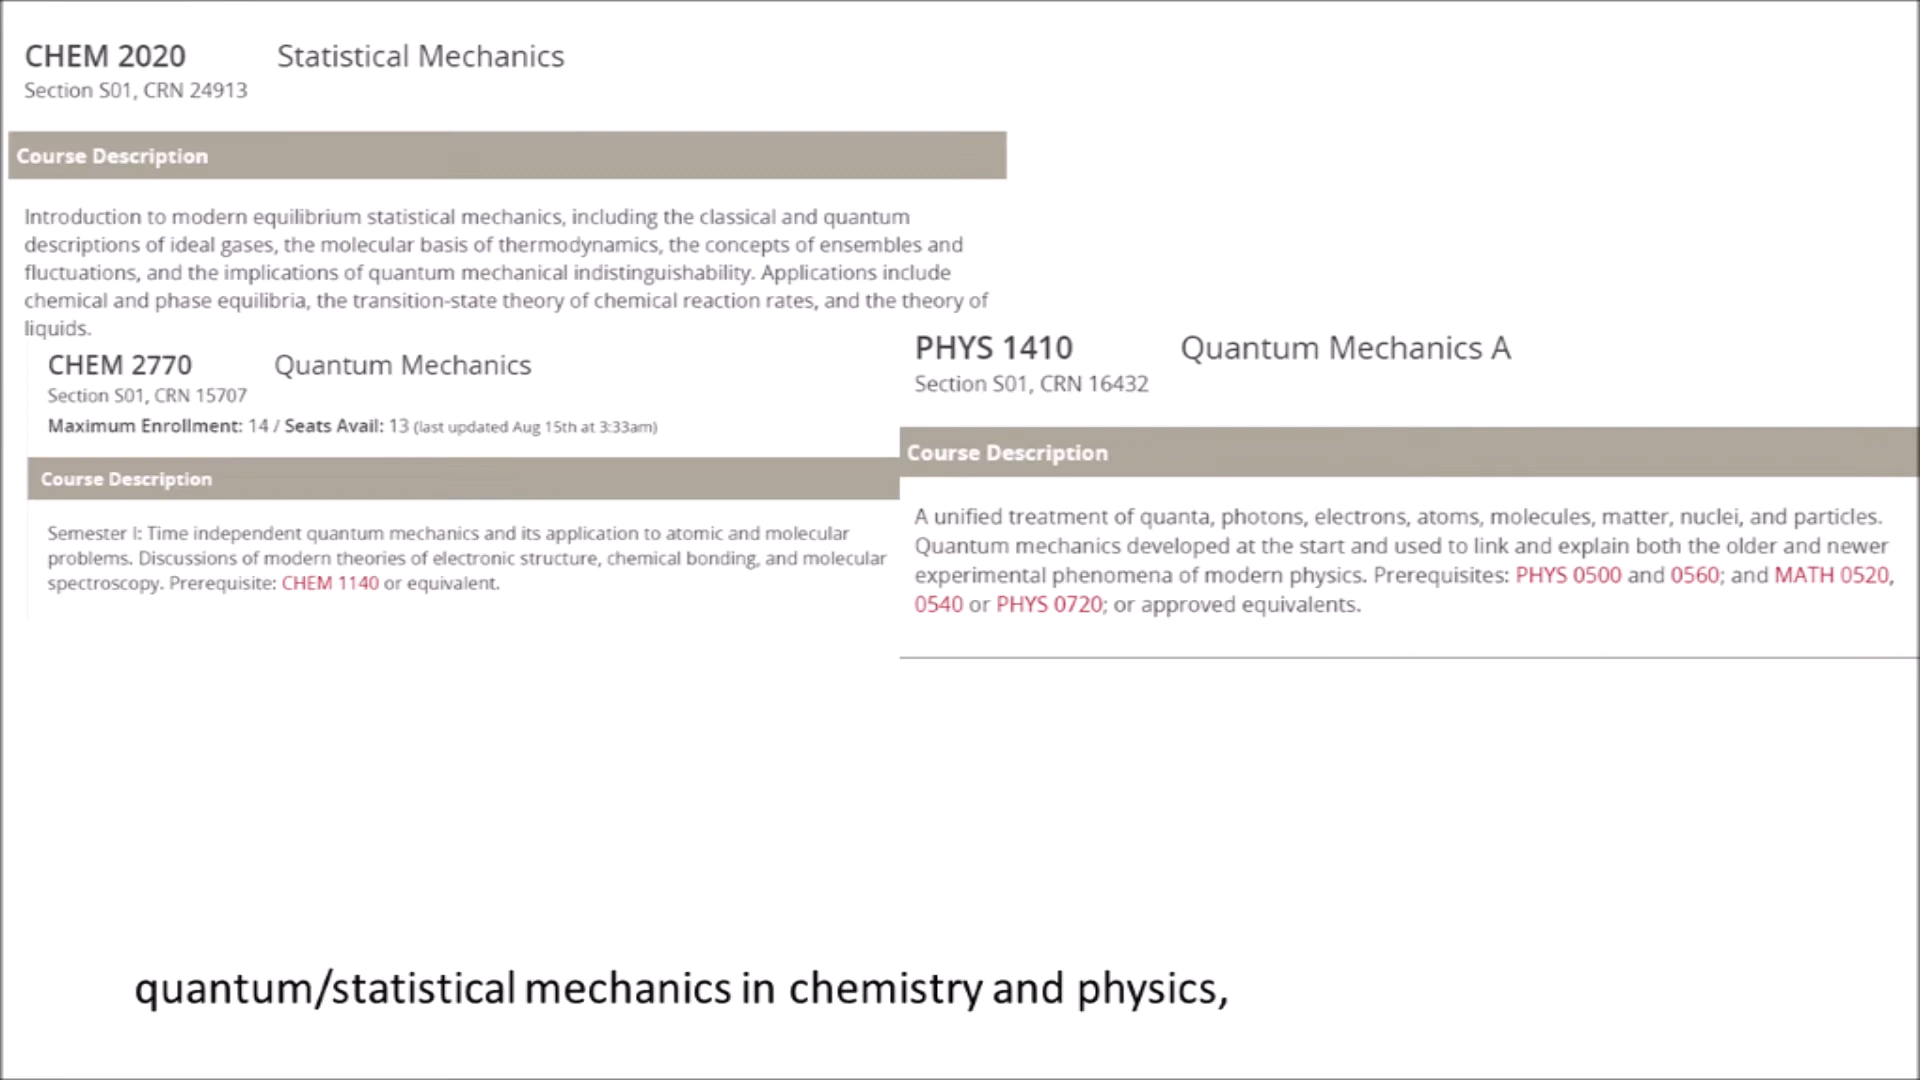 CHEM 2020 Statistical Mechanics
Section S01, CRN 24913
Course Description
Introduction to modern equilibrium statistical mechanics, including the classical and quantum
descriptions of ideal gases, the molecular basis of thermodynamics, the concepts of ensembles and
fluctuations, and the implications of quantum mechanical indistinguishability. Applications include
chemical and phase equilibria, the transition-state theory of chemical reaction rates, and the theory of
liquids.
CHEM 2770 Quantum Mechanics
Section S01, CRN 15707
Maximum Enrollment: 14 / Seats Avail: 13 (last updated Aug 15th at 3:33am)
Course Description
Semester I: Time independent quantum mechanics and its application to atomic and molecular
problems. Discussions of modern theories of electronic structure, chemical bonding, and molecular
spectroscopy. Prerequisite: CHEM 1140 or equivalent.
PHYS 1410 Quantum Mechanics A
Section S01, CRN 16432
Course Description
A unified treatment of quanta, photons, electrons, atoms, molecules, matter, nuclei, and particles.
Quantum mechanics developed at the start and used to link and explain both the older and newer
experimental phenomena of modern physics. Prerequisites: PHYS 0500 and 0560; and MATH 0520,
0540 or PHYS 0720; or approved equivalents.
quantum/statistical mechanics in chemistry and physics,